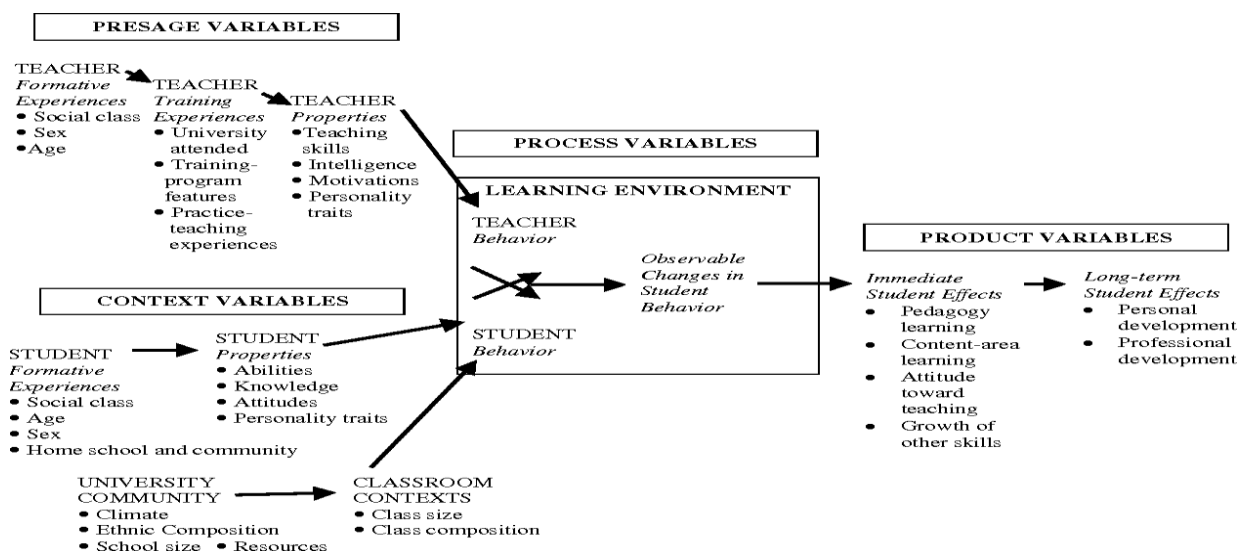 PRESAGE VARIABLES
TEACHER
Formative
Experiences
• Social class
• Sex
•Age
TEACHER
Training
Experiences
• University
attended
• Training-
program
features
• Practice-
teaching
experiences
TEACHER
Properties
•Teaching
skills
• Intelligence
• Motivations
• Personality
traits
PROCESS VARIABLES
LEARNING ENVIRONMENT
TEACHER
Behavior
Observable
Changes in
Student
Behavior
STUDENT
Behavior
PRODUCT VARIABLES
Immediate
Student Effects
• Pedagogy
learning
• Content-area
learning
• Attitude
toward
teaching
• Growth of
other skills
Long-term
Student Effects
• Personal
development
• Professional
development
CONTEXT VARIABLES
STUDENT
Formative
Experiences
• Social class
• Age
• Sex
• Home school and community
STUDENT
Properties
• Abilities
• Knowledge
• Attitudes
• Personality traits
UNIVERSITY
COMMUNITY
• Climate
• Ethnic Composition
• School size • Resources
CLASSROOM
CONTEXTS
• Class size
• Class composition